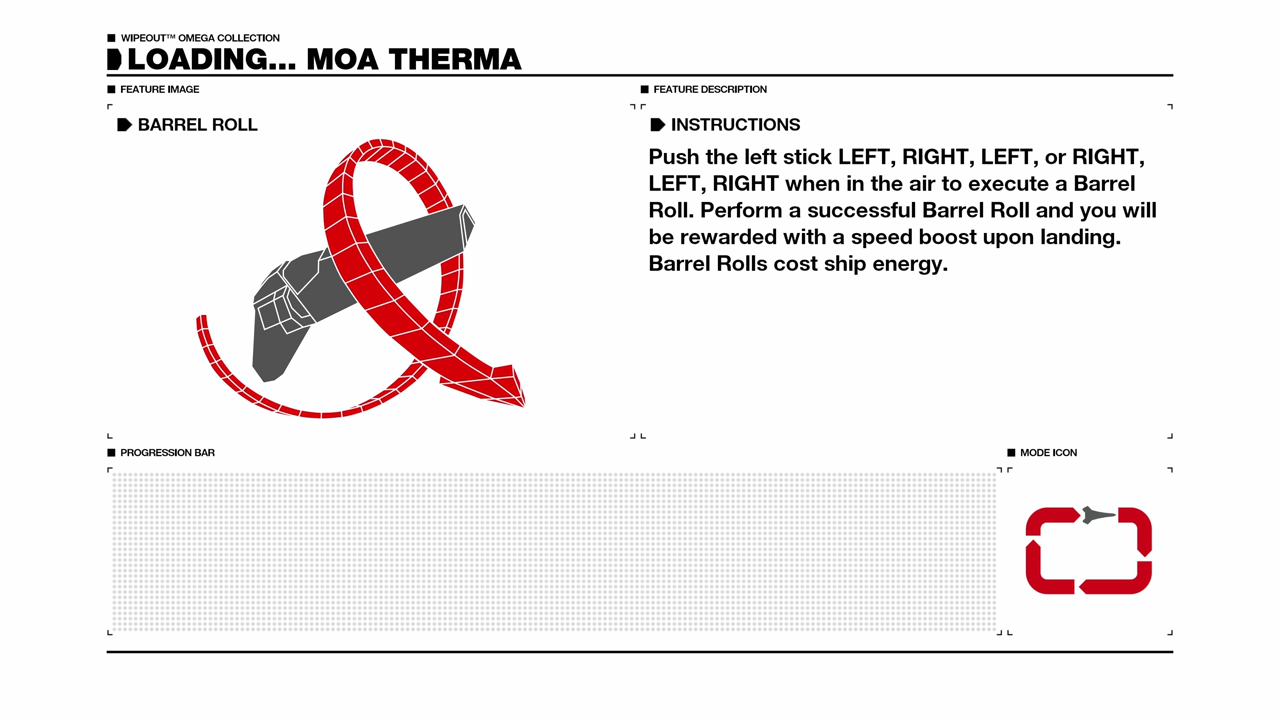 WIPEOUT™ OMEGA COLLECTION
LOADING... MOA THERMA
FEATURE IMAGE
FEATURE DESCRIPTION
BARREL ROLL
INSTRUCTIONS
Push the left stick LEFT, RIGHT, LEFT, or RIGHT,
LEFT, RIGHT when in the air to execute a Barrel
Roll. Perform a successful Barrel Roll and you will
be rewarded with a speed boost upon landing.
Barrel Rolls cost ship energy.
PROGRESSION BAR
MODE ICON